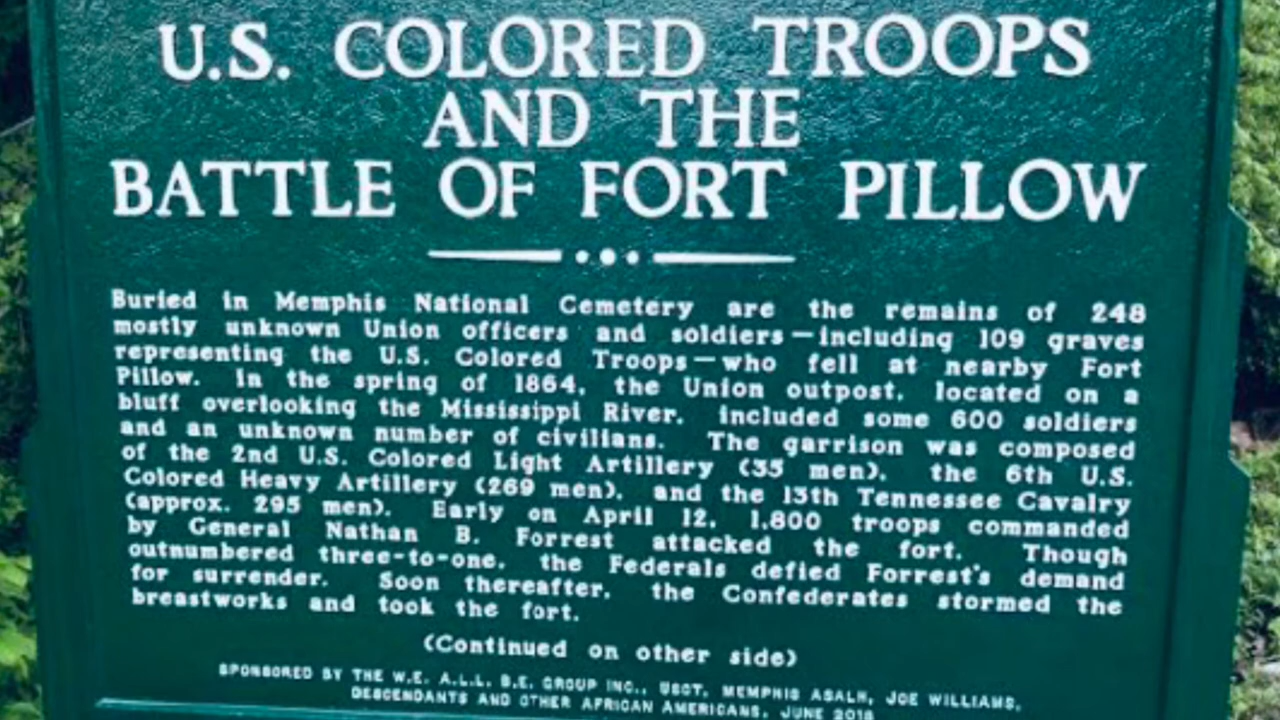 U.S. COLORED TROOPS
AND THE
BATTLE OF FORT PILLOW
Buried in Memphis National Cemetery are the remains of 248
mostly unknown Union officers and soldiers—including 109 graves
representing the U.S. Colored Troops—who fell at nearby Fort
Pillow. In the spring of 1864, the Union outpost, located on a
bluff overlooking the Mississippi River, included some 600 soldiers
and an unknown number of civilians. The garrison was composed
of the 2nd U.S. Colored Light Artillery (35 men), the 6th U.S.
Colored Heavy Artillery (269 men), and the 13th Tennessee Cavalry
(approx. 295 men). Early on April 12, 1,800 troops commanded
by General Nathan B. Forrest attacked the fort. Though
outnumbered three-to-one, the Federals defied Forrest's demand
for surrender. Soon thereafter, the Confederates stormed the
breastworks and took the fort.
(Continued on other side)
SPONSORED BY THE W.E. A.L.L. B.E. GROUP INC., USCT, MEMPHIS ASALH, JOE WILLIAMS,
DESCENDANTS AND OTHER AFRICAN AMERICANS, JUNE 2018